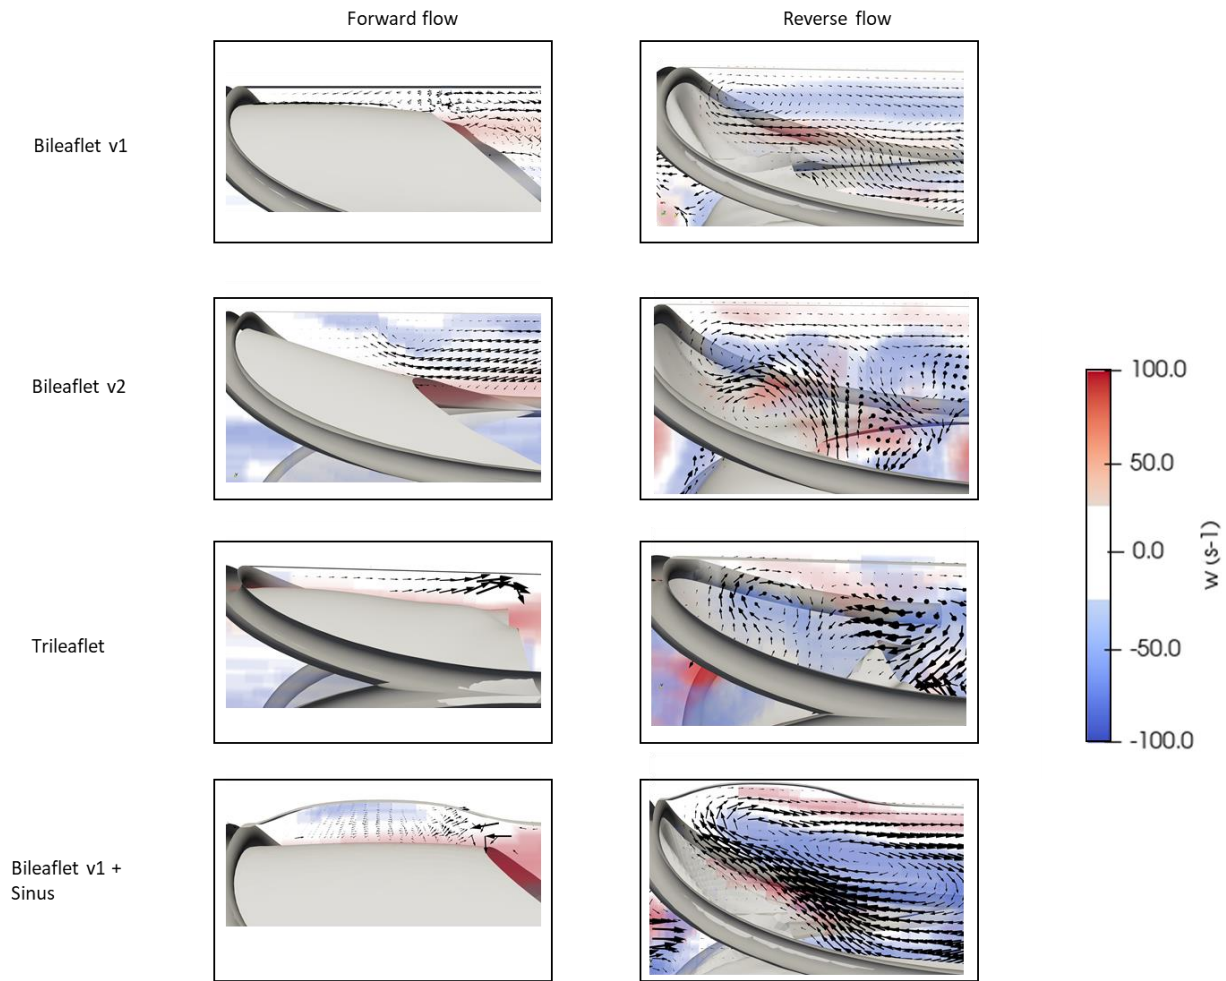 Forward flow
Reverse flow
Bileaflet v1
Bileaflet v2
Trileaflet
Bileaflet v1 +
Sinus
100.0
50.0
0.0
-50.0
-100.0
w (s-1)